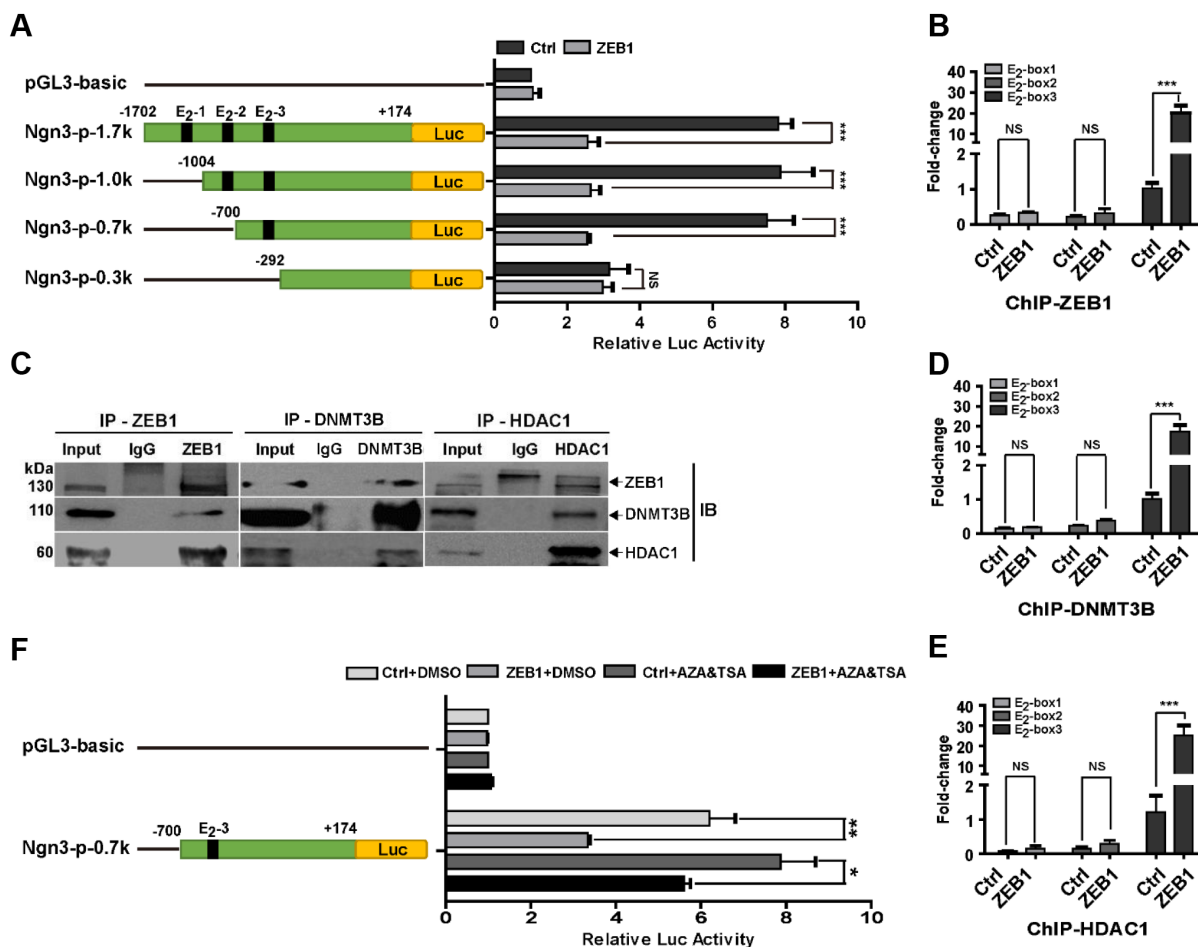 A
Ctrl ZEB1
pGL3-basic
-1702 E2-1 E2-2 E2-3 +174
Ngn3-p-1.7k Luc ***
-1004
Ngn3-p-1.0k Luc ***
-700
Ngn3-p-0.7k Luc ***
-292
Ngn3-p-0.3k Luc NS
0 2 4 6 8 10
Relative Luc Activity
B
E2-box1
E2-box2
E2-box3
***
NS NS
40
30
20
10
2
1
0
Fold-change
Ctrl ZEB1 Ctrl ZEB1 Ctrl ZEB1
ChIP-ZEB1
C
IP - ZEB1 IP - DNMT3B IP - HDAC1
Input IgG ZEB1 Input IgG DNMT3B Input IgG HDAC1
kDa
130 ZEB1
110 DNMT3B
60 HDAC1
IB
D
E2-box1
E2-box2
E2-box3
***
NS NS
40
30
20
10
2
1
0
Fold-change
Ctrl ZEB1 Ctrl ZEB1 Ctrl ZEB1
ChIP-DNMT3B
F
Ctrl+DMSO ZEB1+DMSO Ctrl+AZA&TSA ZEB1+AZA&TSA
pGL3-basic
-700 E2-3 +174
Ngn3-p-0.7k Luc
**
*
0 2 4 6 8 10
Relative Luc Activity
E
E2-box1
E2-box2
E2-box3
***
NS NS
40
30
20
10
2
1
0
Fold-change
Ctrl ZEB1 Ctrl ZEB1 Ctrl ZEB1
ChIP-HDAC1